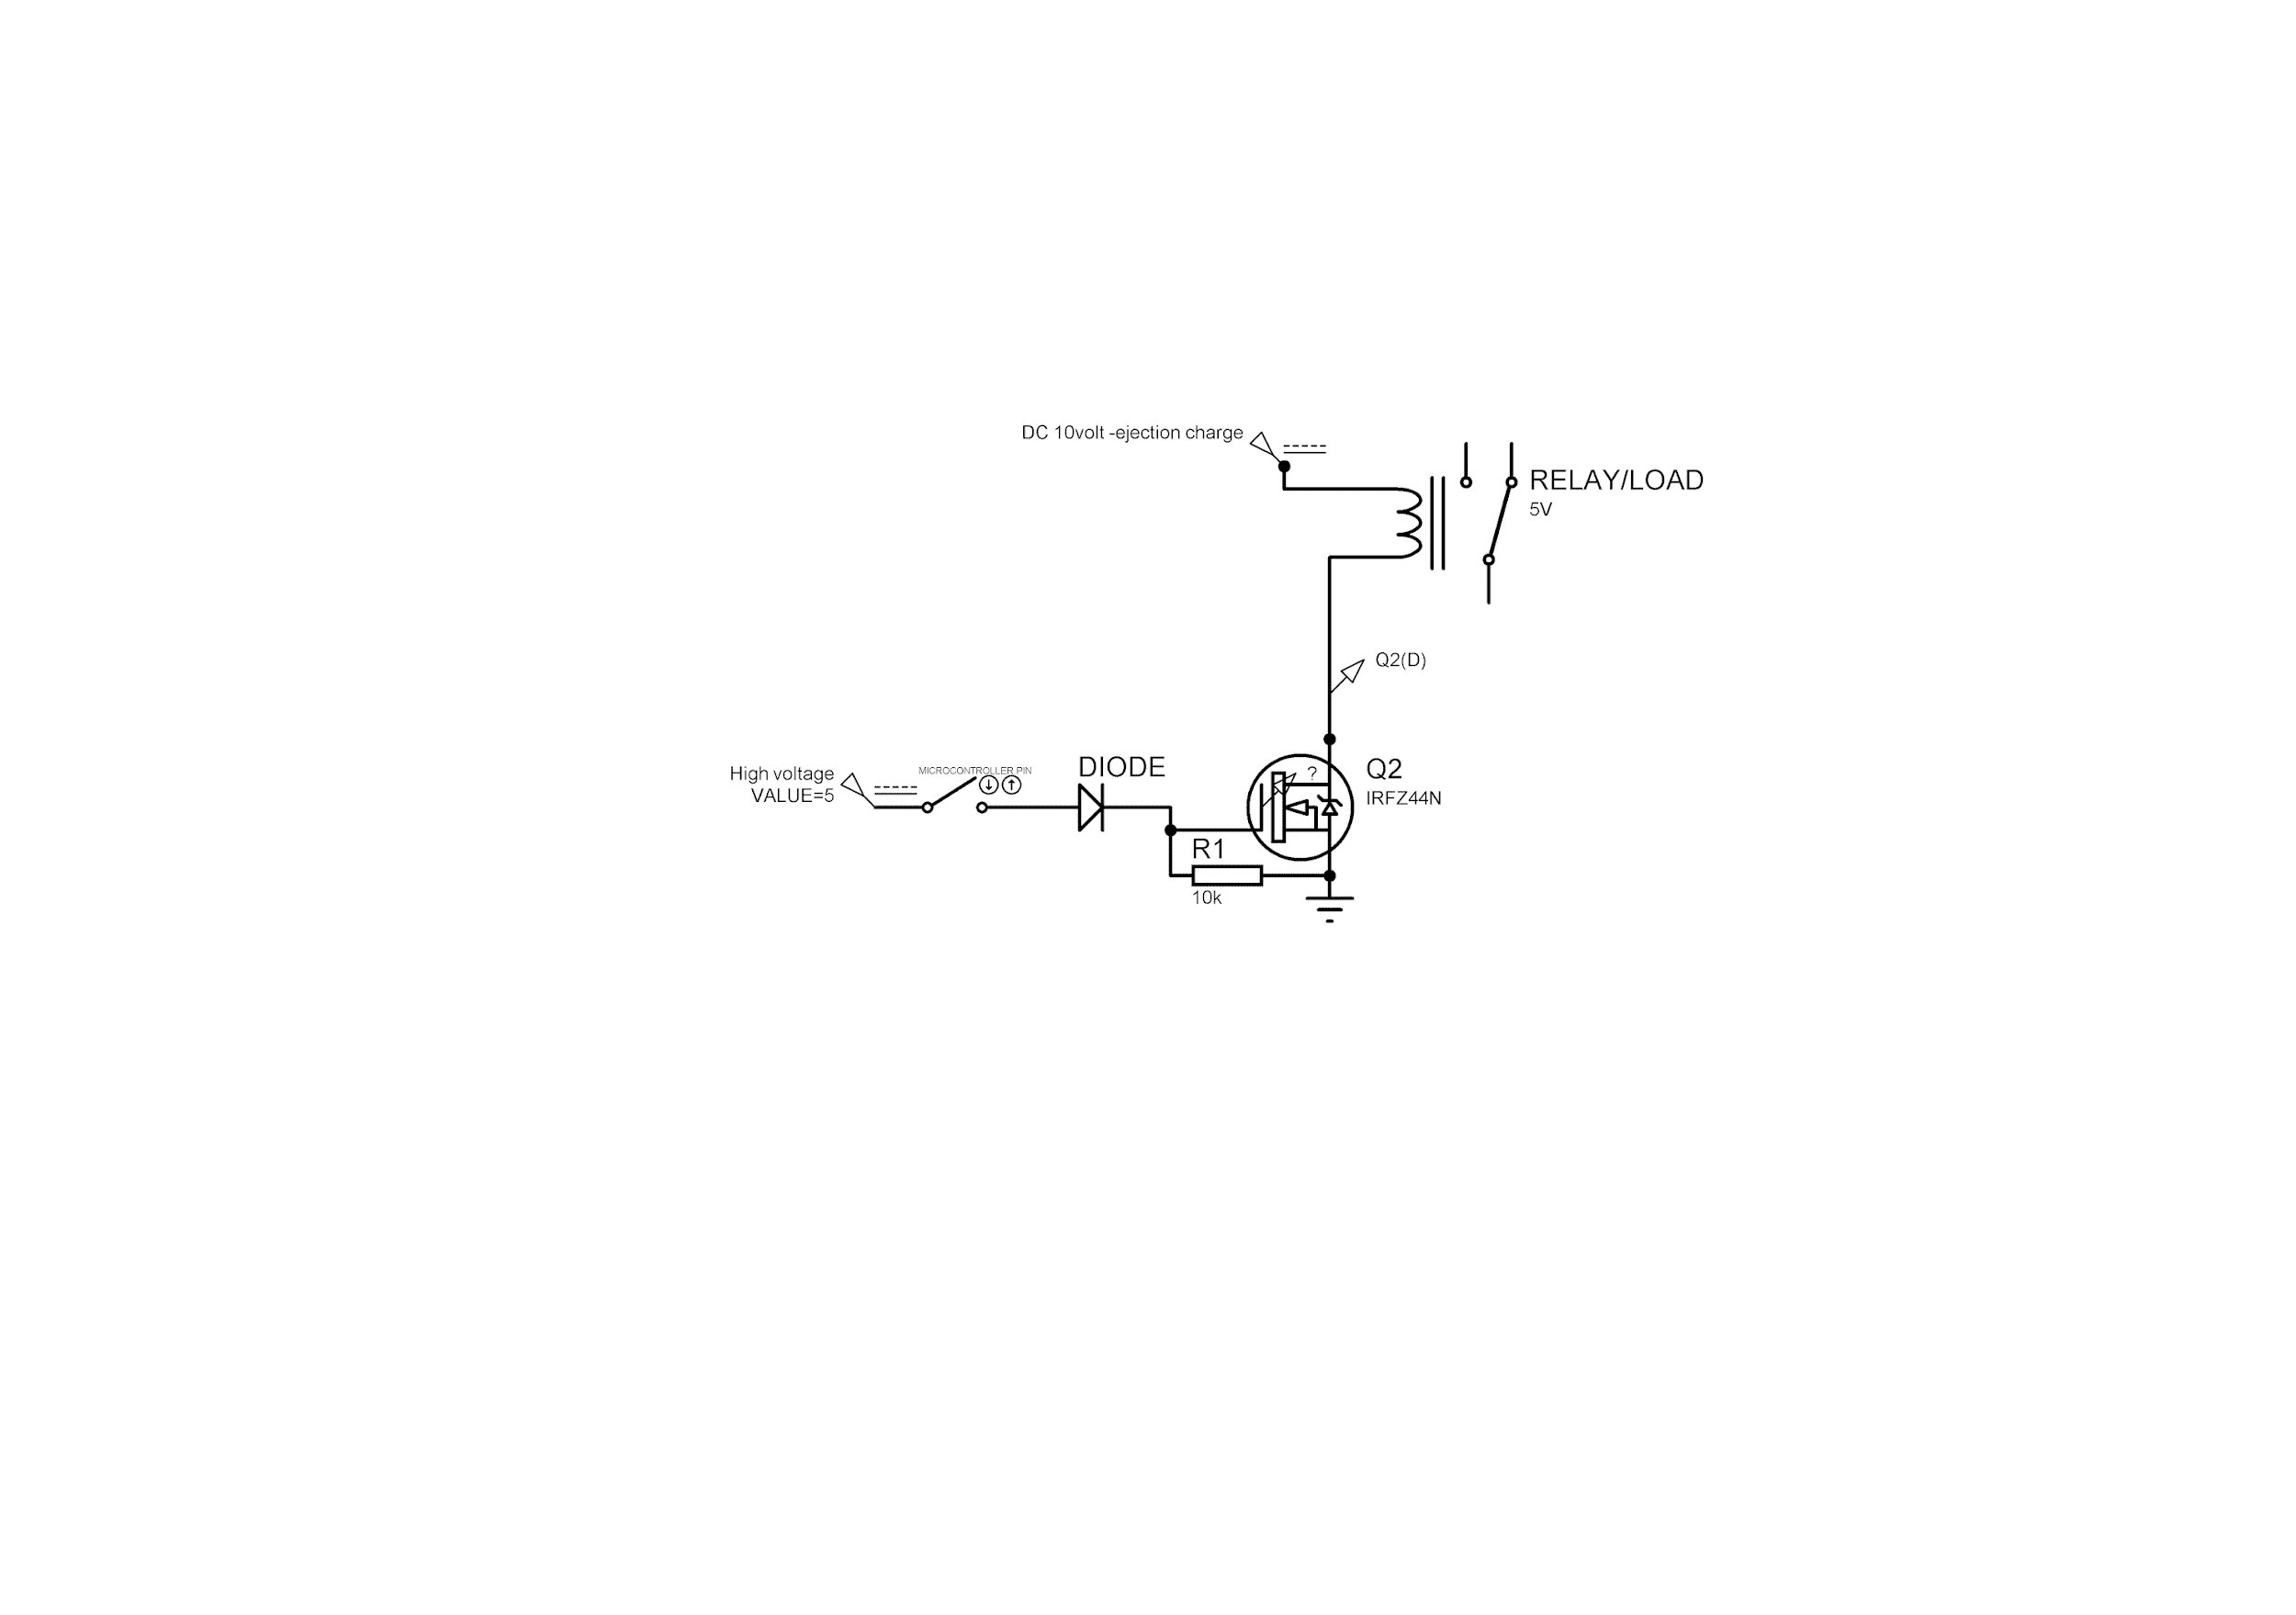 DC 10volt -ejection charge
RELAY/LOAD
5V
Q2(D)
High voltage
VALUE=5
MICROCONTROLLER PIN
DIODE
?
Q2
IRFZ44N
R1
10k